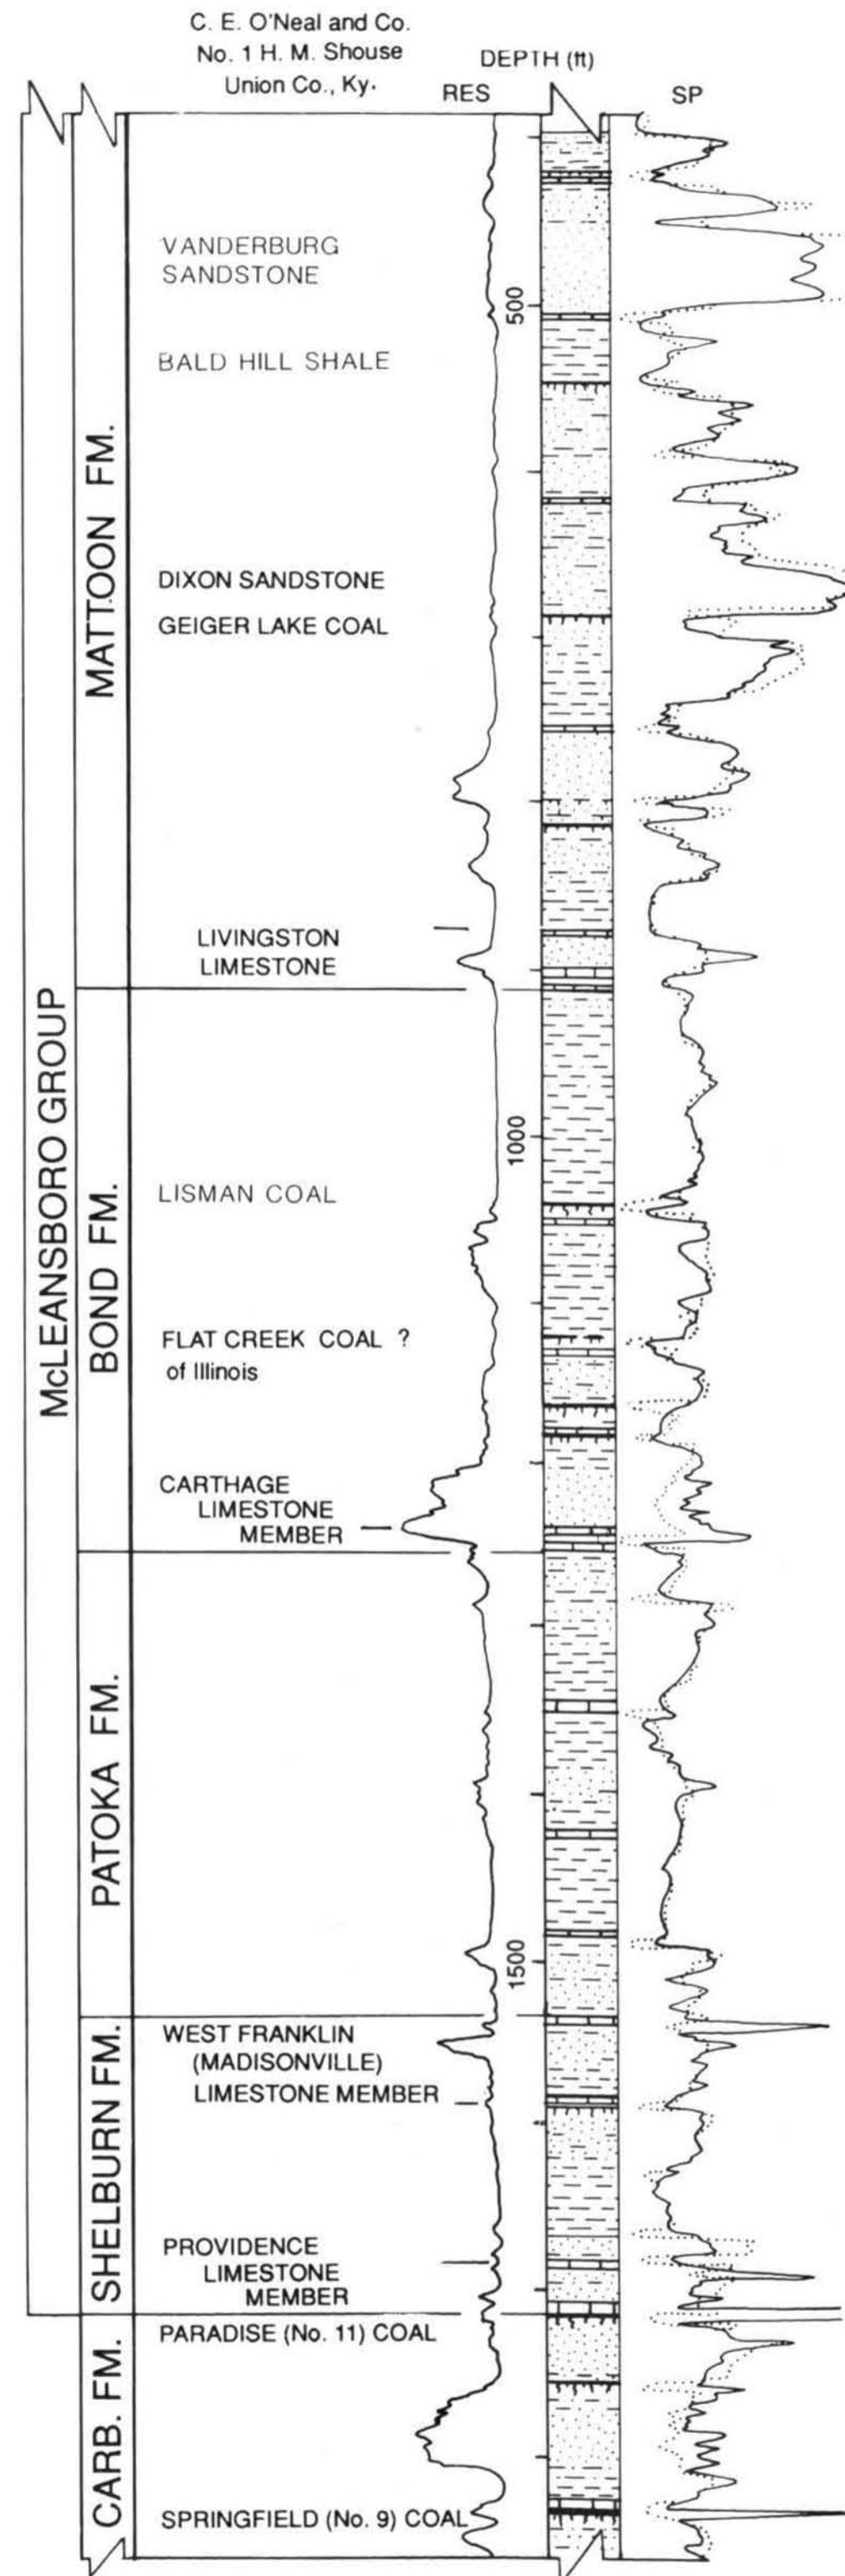 C. E. O'Neal and Co.
No. 1 H. M. Shouse
Union Co., Ky.
RES
DEPTH (ft)
SP
VANDERBURG
SANDSTONE
500
BALD HILL SHALE
MATTOON FM.
DIXON SANDSTONE
GEIGER LAKE COAL
LIVINGSTON
LIMESTONE
McLEANSBORO GROUP
BOND FM.
1000
LISMAN COAL
FLAT CREEK COAL ?
of Illinois
CARTHAGE
LIMESTONE
MEMBER
PATOKA FM.
1500
SHELBURN FM.
WEST FRANKLIN
(MADISONVILLE)
LIMESTONE MEMBER
PROVIDENCE
LIMESTONE
MEMBER
CARB. FM.
PARADISE (No. 11) COAL
SPRINGFIELD (No. 9) COAL